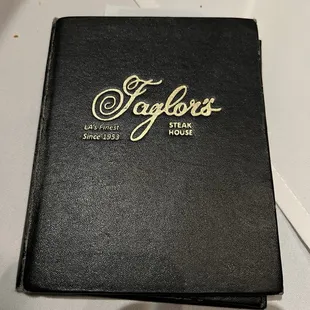 Taylor's
LA's Finest
Since 1953
STEAK
HOUSE